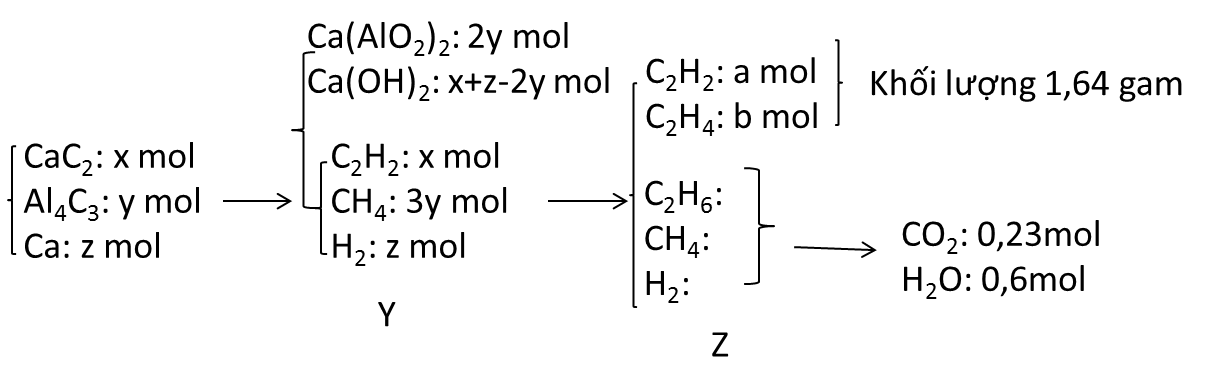 CaC₂: x mol
Al₄C₃: y mol
Ca: z mol
Ca(AlO₂)₂: 2y mol
Ca(OH)₂: x+z-2y mol
C₂H₂: x mol
CH₄: 3y mol
H₂: z mol
Y
C₂H₂: a mol
C₂H₄: b mol
Khối lượng 1,64 gam
C₂H₆:
CH₄:
H₂:
Z
CO₂: 0,23mol
H₂O: 0,6mol